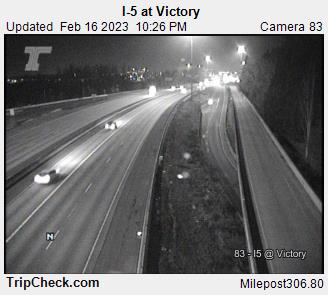 I-5 at Victory
Updated Feb 16 2023 10:26 PM Camera 83
T
N
83 - I5 @ Victory
TripCheck.com Milepost306.80